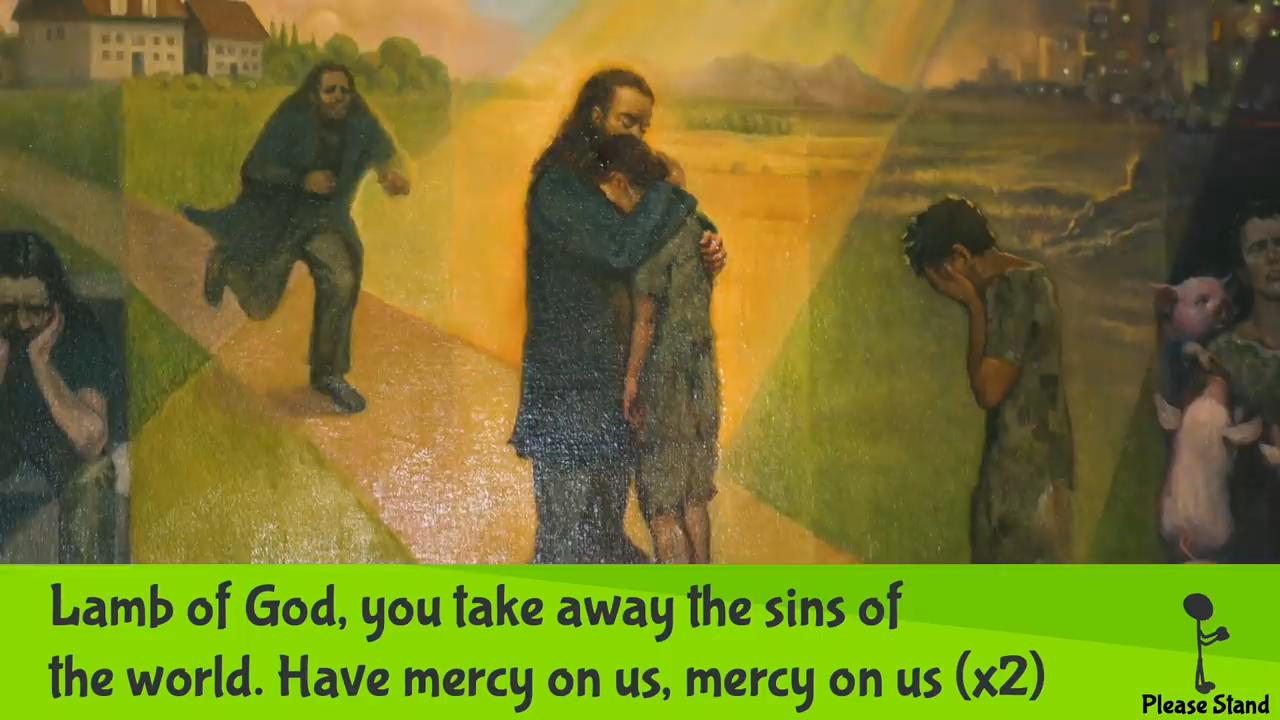 Lamb of God, you take away the sins of
the world. Have mercy on us, mercy on us (x2)
Please Stand